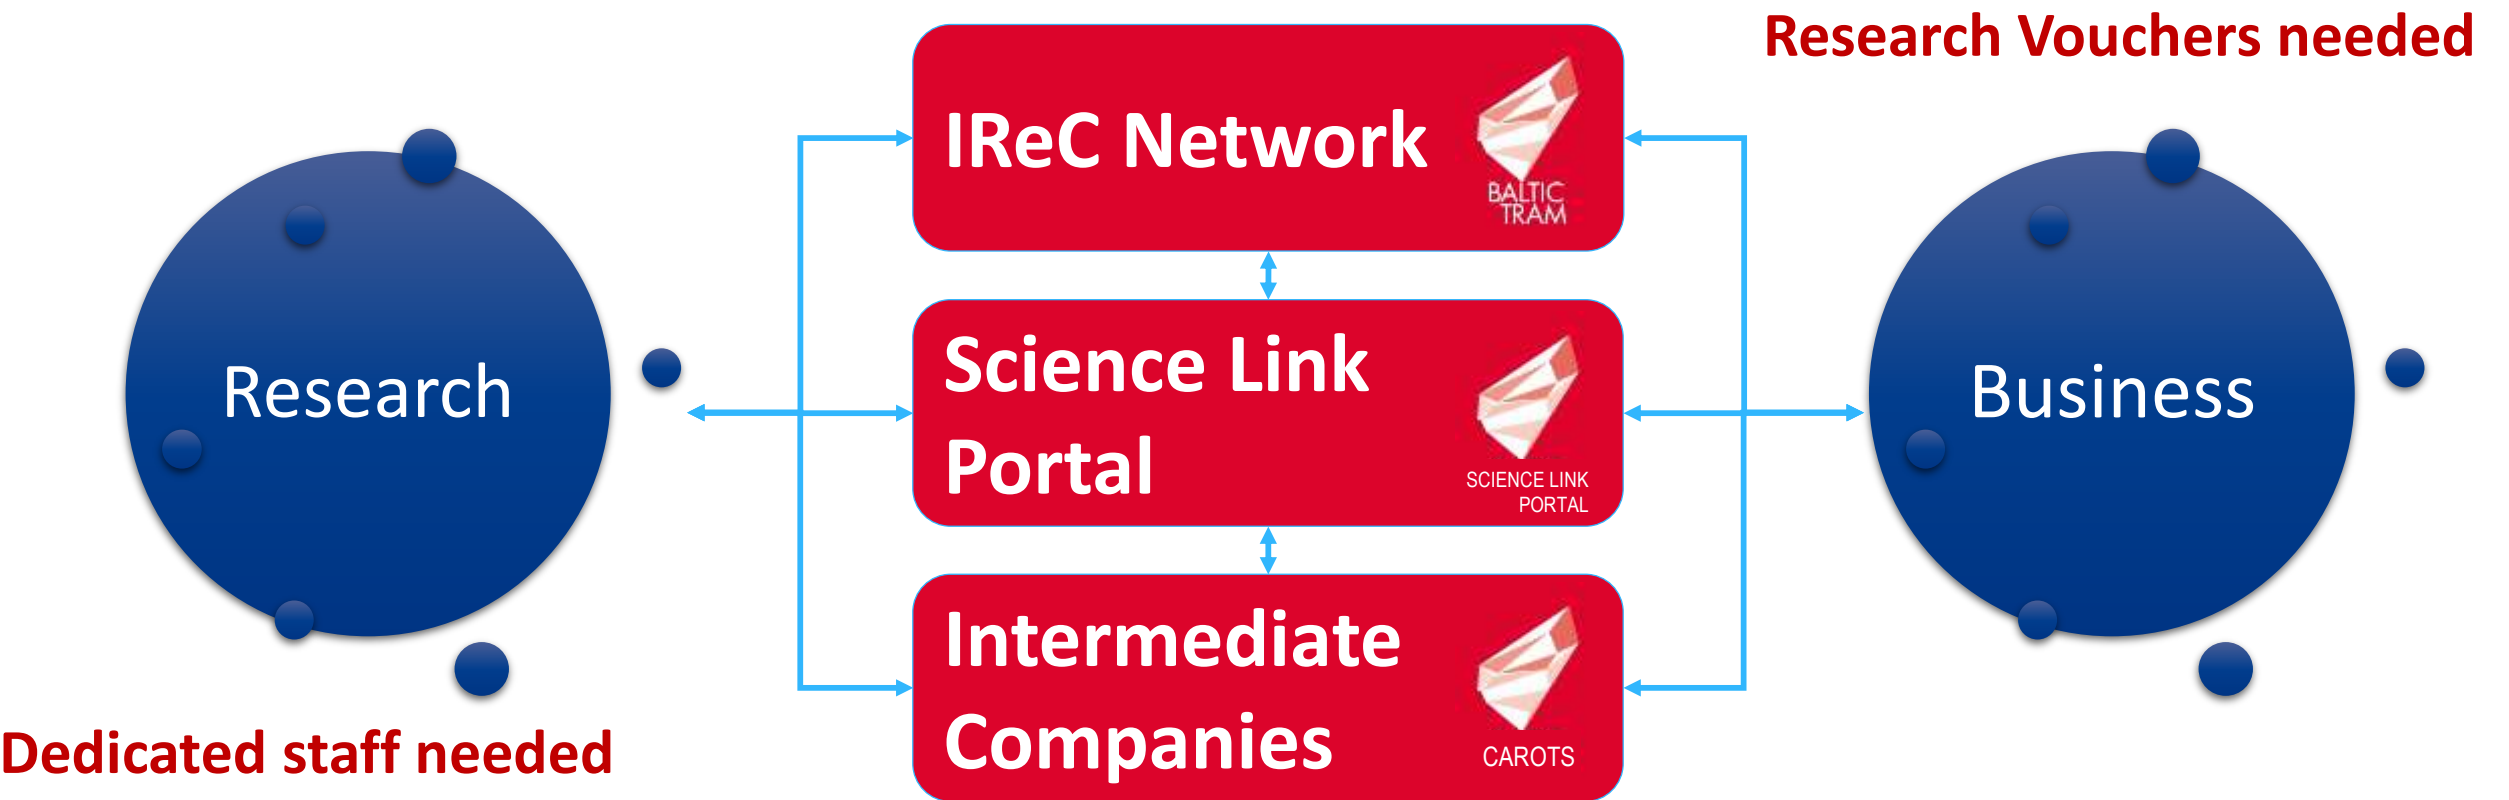 Research Vouchers needed
IReC Network
BALTIC
TRAM
Research
Science Link
Portal
SCIENCE LINK
PORTAL
Business
Intermediate
Companies
CAROTS
Dedicated staff needed